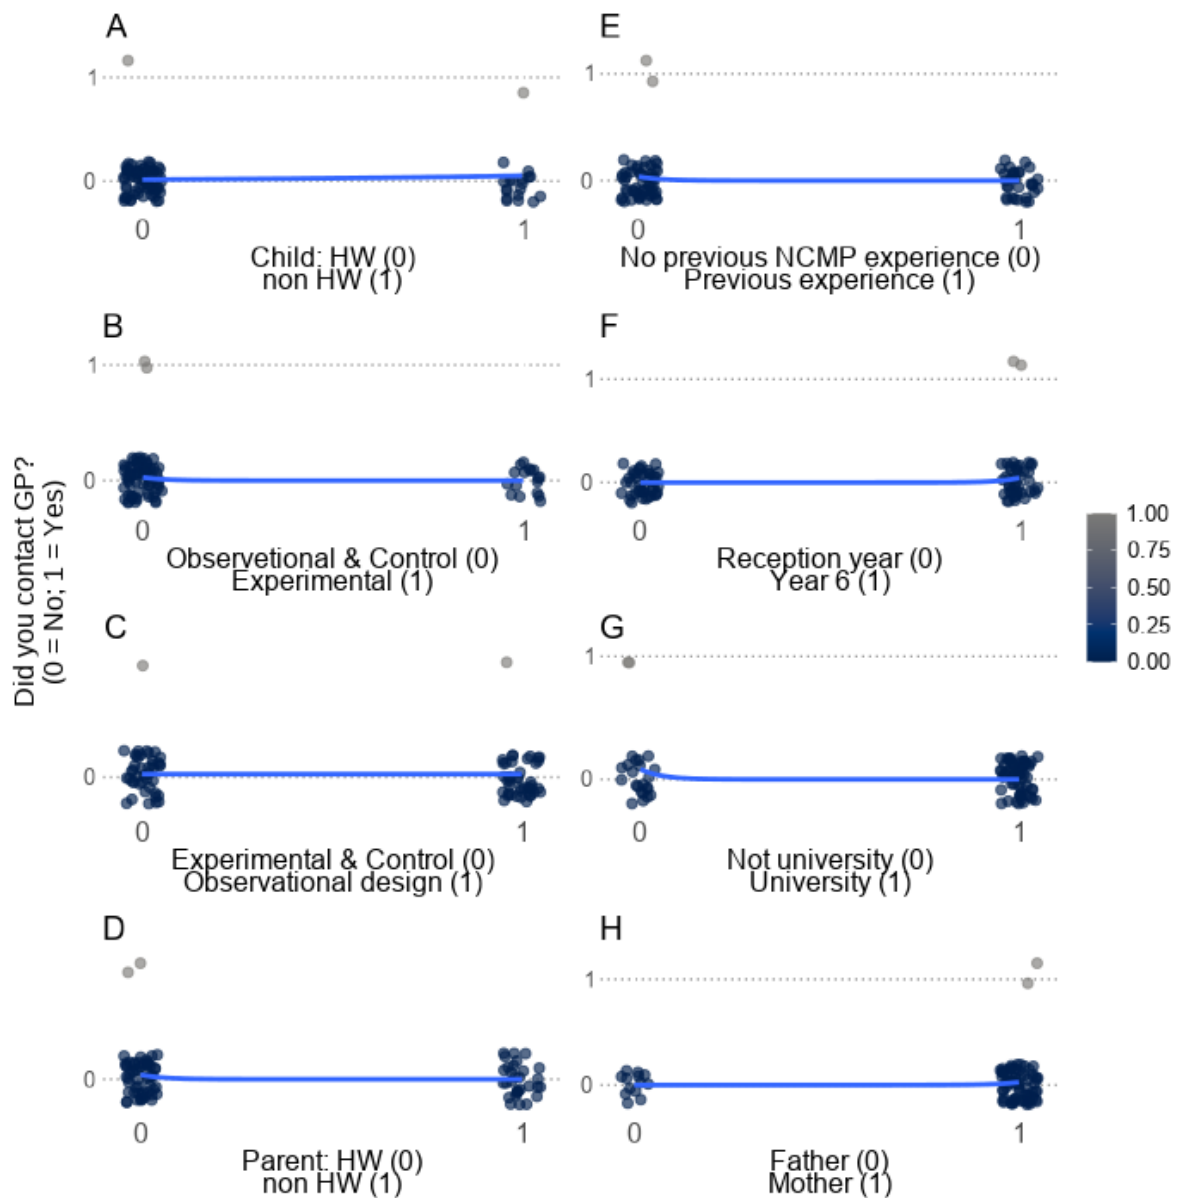 A
1
0
0 1
Child: HW (0)
non HW (1)
E
1
0
0 1
No previous NCMP experience (0)
Previous experience (1)
B
1
0
0 1
Observetional & Control (0)
Experimental (1)
F
1
0
0 1
Reception year (0)
Year 6 (1)
Did you contact GP?
(0 = No; 1 = Yes)
1.00
0.75
0.50
0.25
0.00
C
0
0 1
Experimental & Control (0)
Observational design (1)
G
1
0
0 1
Not university (0)
University (1)
D
0
0 1
Parent: HW (0)
non HW (1)
H
1
0
0 1
Father (0)
Mother (1)